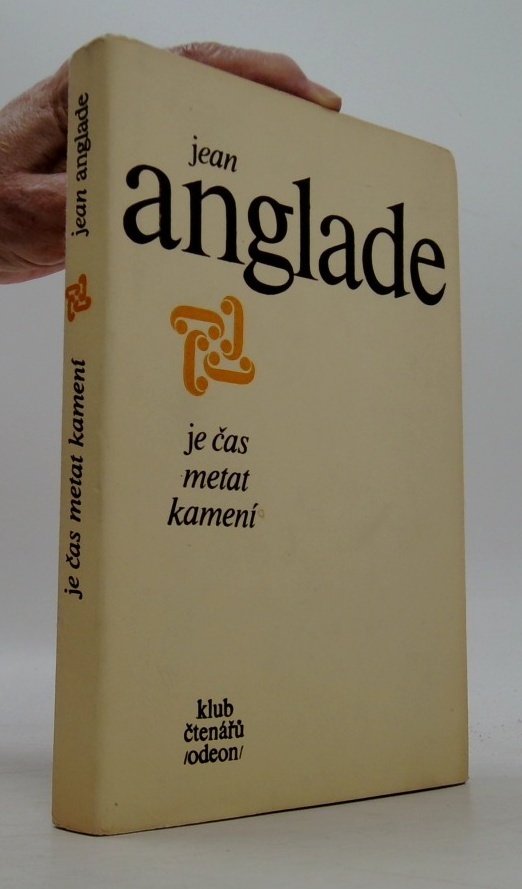 jean anglade
je čas metat kamení
jean
anglade
je čas
metat
kamení
klub
čtenářů
/odeon/